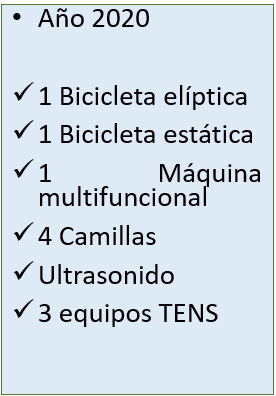 • Año 2020
✓ 1 Bicicleta elíptica
✓ 1 Bicicleta estática
✓ 1 Máquina
multifuncional
✓ 4 Camillas
✓ Ultrasonido
✓ 3 equipos TENS